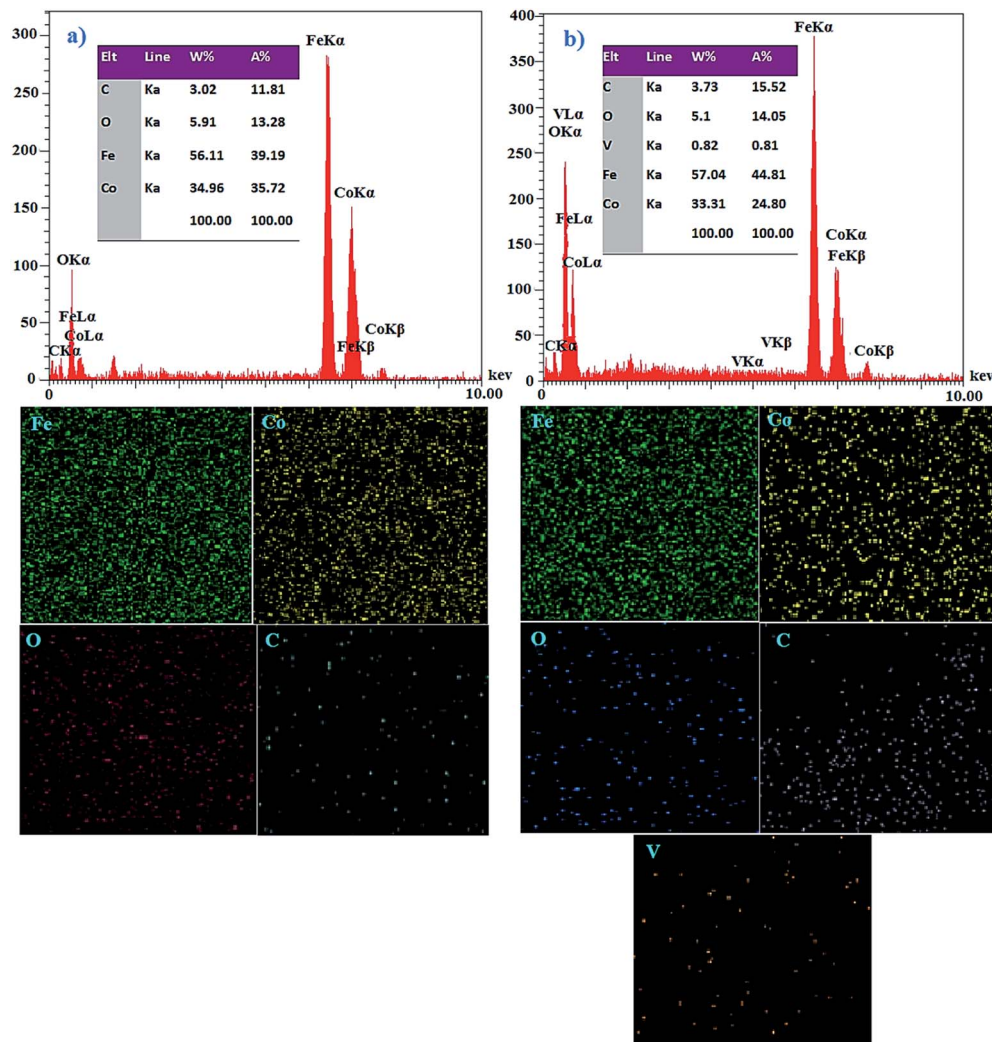 a)
300
250
200
150
100
50
0
Elt Line W% A%
C Ka 3.02 11.81
O Ka 5.91 13.28
Fe Ka 56.11 39.19
Co Ka 34.96 35.72
100.00 100.00
FeKα
CoKα
OKα
FeLα
CoLα
CKα
CoKβ
FeKβ
0 10.00 kev
b)
400
350
300
250
200
150
100
50
0
Elt Line W% A%
C Ka 3.73 15.52
O Ka 5.1 14.05
V Ka 0.82 0.81
Fe Ka 57.04 44.81
Co Ka 33.31 24.80
100.00 100.00
FeKα
VLα
OKα
FeLα
CoLα
CKα
CoKα
FeKβ
VKβ
VKα
CoKβ
0 10.00
kev
Fe Co
O C
Fe Co
O C
V